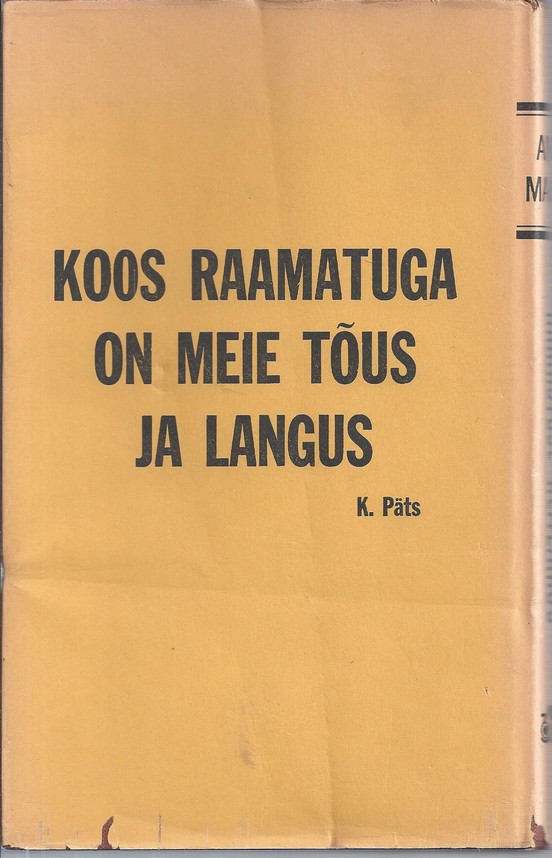 KOOS RAAMATUGA
ON MEIE TÕUS
JA LANGUS
K. Päts